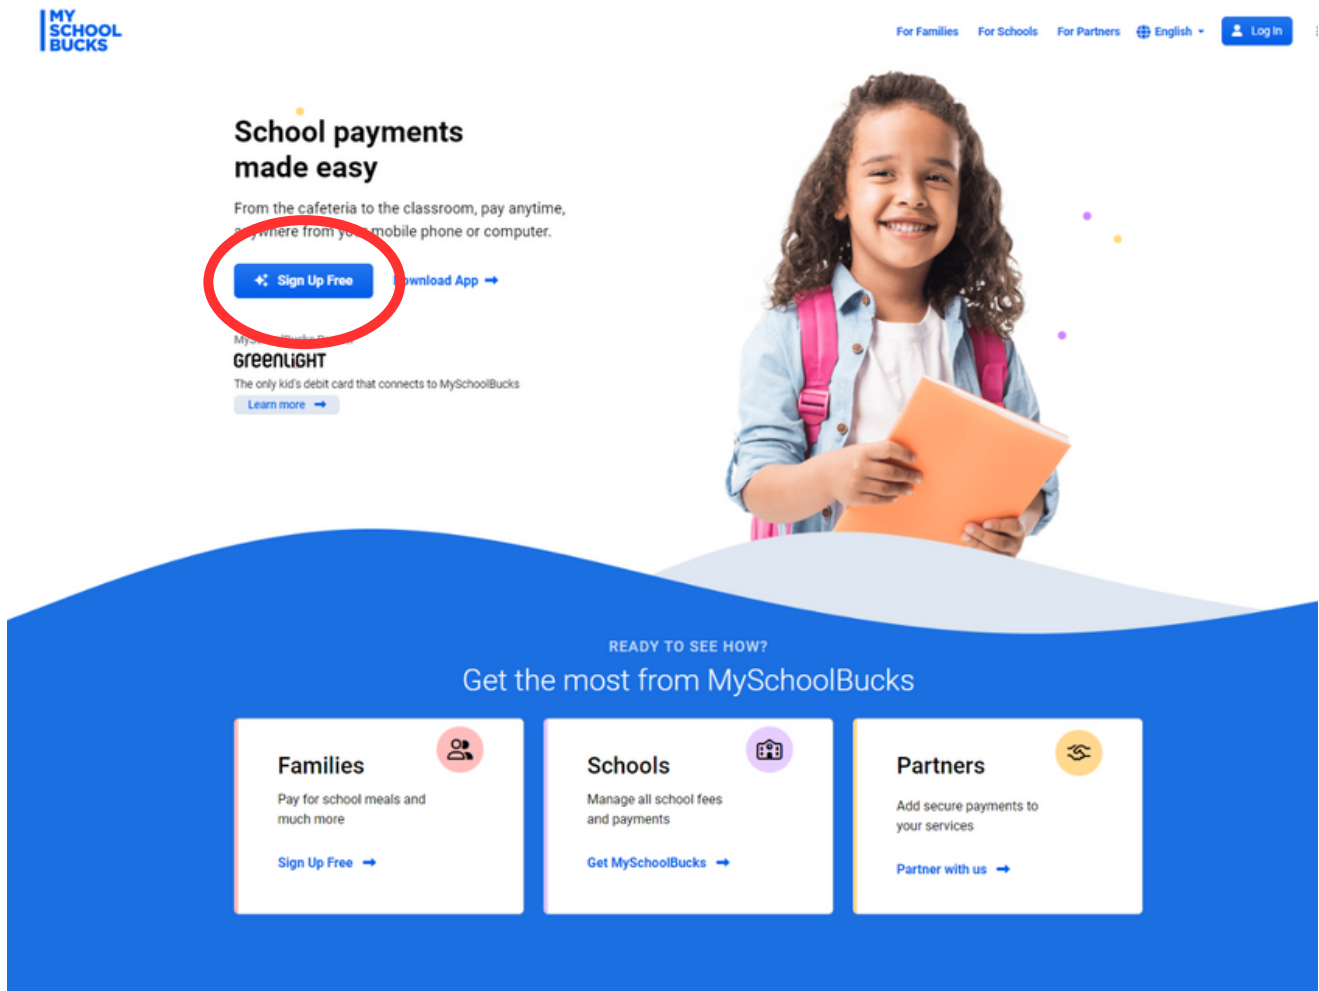 MY
SCHOOL
BUCKS
For Families For Schools For Partners English Log In
School payments
made easy
From the cafeteria to the classroom, pay anytime,
anywhere from your mobile phone or computer.
Sign Up Free Download App
GreenLiGHT
The only kid's debit card that connects to MySchoolBucks
Learn more
READY TO SEE HOW?
Get the most from MySchoolBucks
Families
Pay for school meals and
much more
Sign Up Free
Schools
Manage all school fees
and payments
Get MySchoolBucks
Partners
Add secure payments to
your services
Partner with us